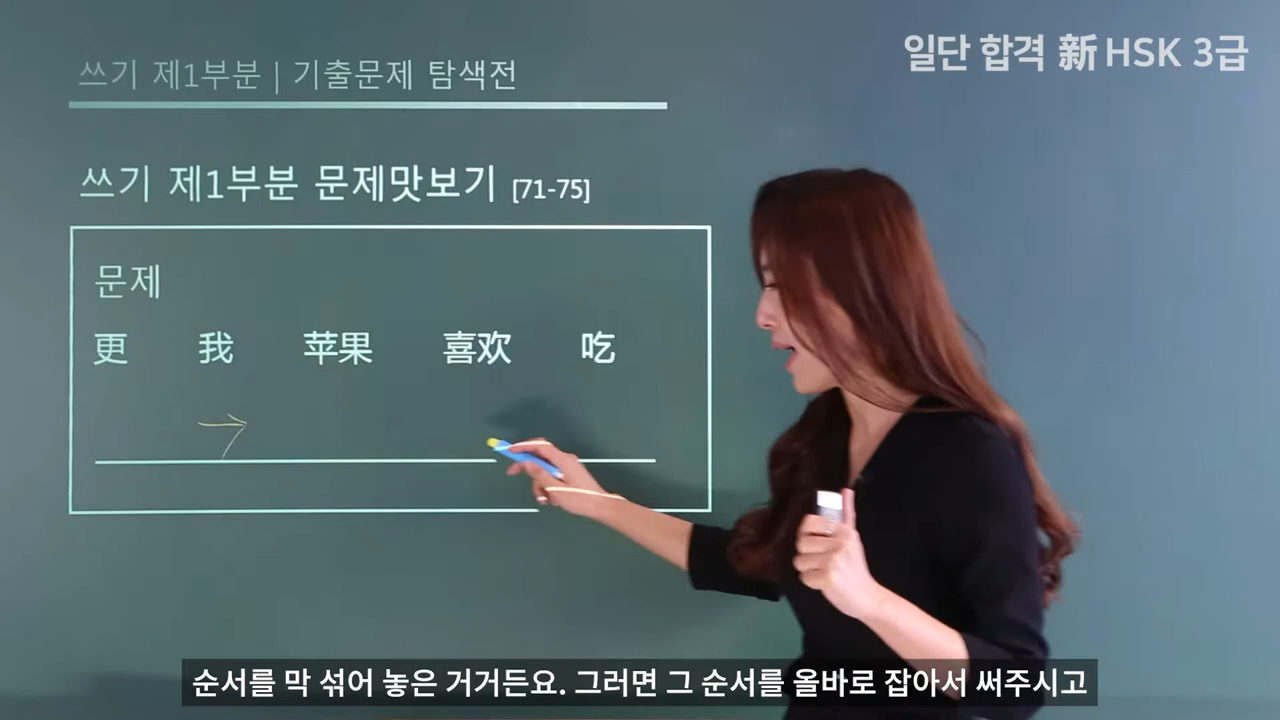 일단 합격 新 HSK 3급
쓰기 제1부분 | 기출문제 탐색전
쓰기 제1부분 문제맛보기 [71-75]
문제
更 我 苹果 喜欢 吃
순서를 막 섞어 놓은 거거든요. 그러면 그 순서를 올바로 잡아서 써주시고